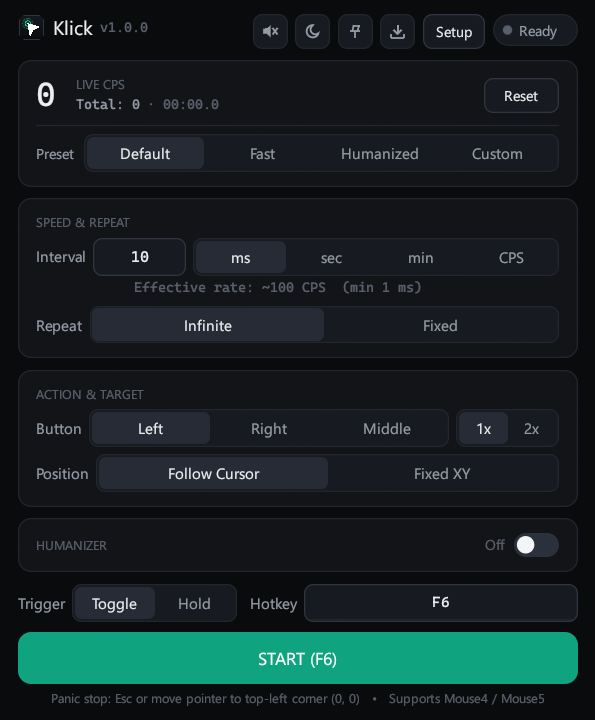 Klick v1.0.0 Setup Ready
0 LIVE CPS
Total: 0 · 00:00.0 Reset
Preset Default Fast Humanized Custom
SPEED & REPEAT
Interval 10 ms sec min CPS
Effective rate: ~100 CPS (min 1 ms)
Repeat Infinite Fixed
ACTION & TARGET
Button Left Right Middle 1x 2x
Position Follow Cursor Fixed XY
HUMANIZER Off
Trigger Toggle Hold Hotkey F6
START (F6)
Panic stop: Esc or move pointer to top-left corner (0, 0) • Supports Mouse4 / Mouse5